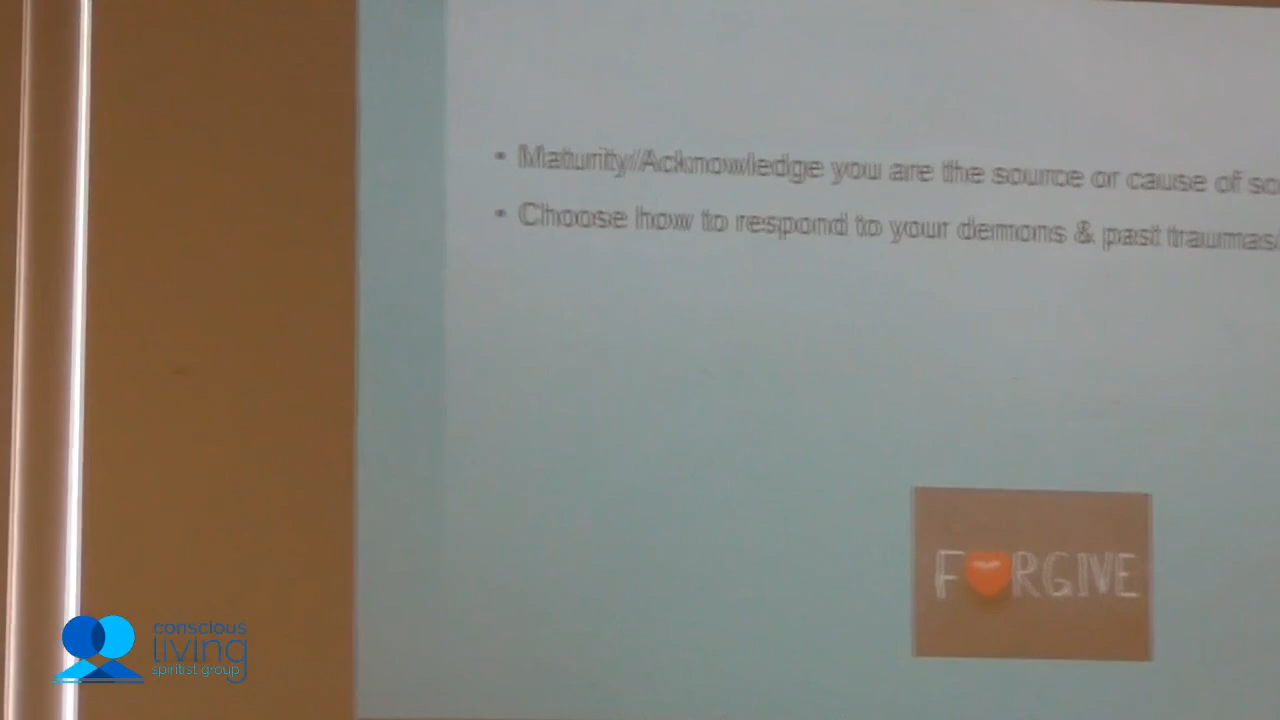 • Maturity/Acknowledge you are the source or cause of so
• Choose how to respond to your demons & past traumas
FORGIVE
conscious
living
spiritist group